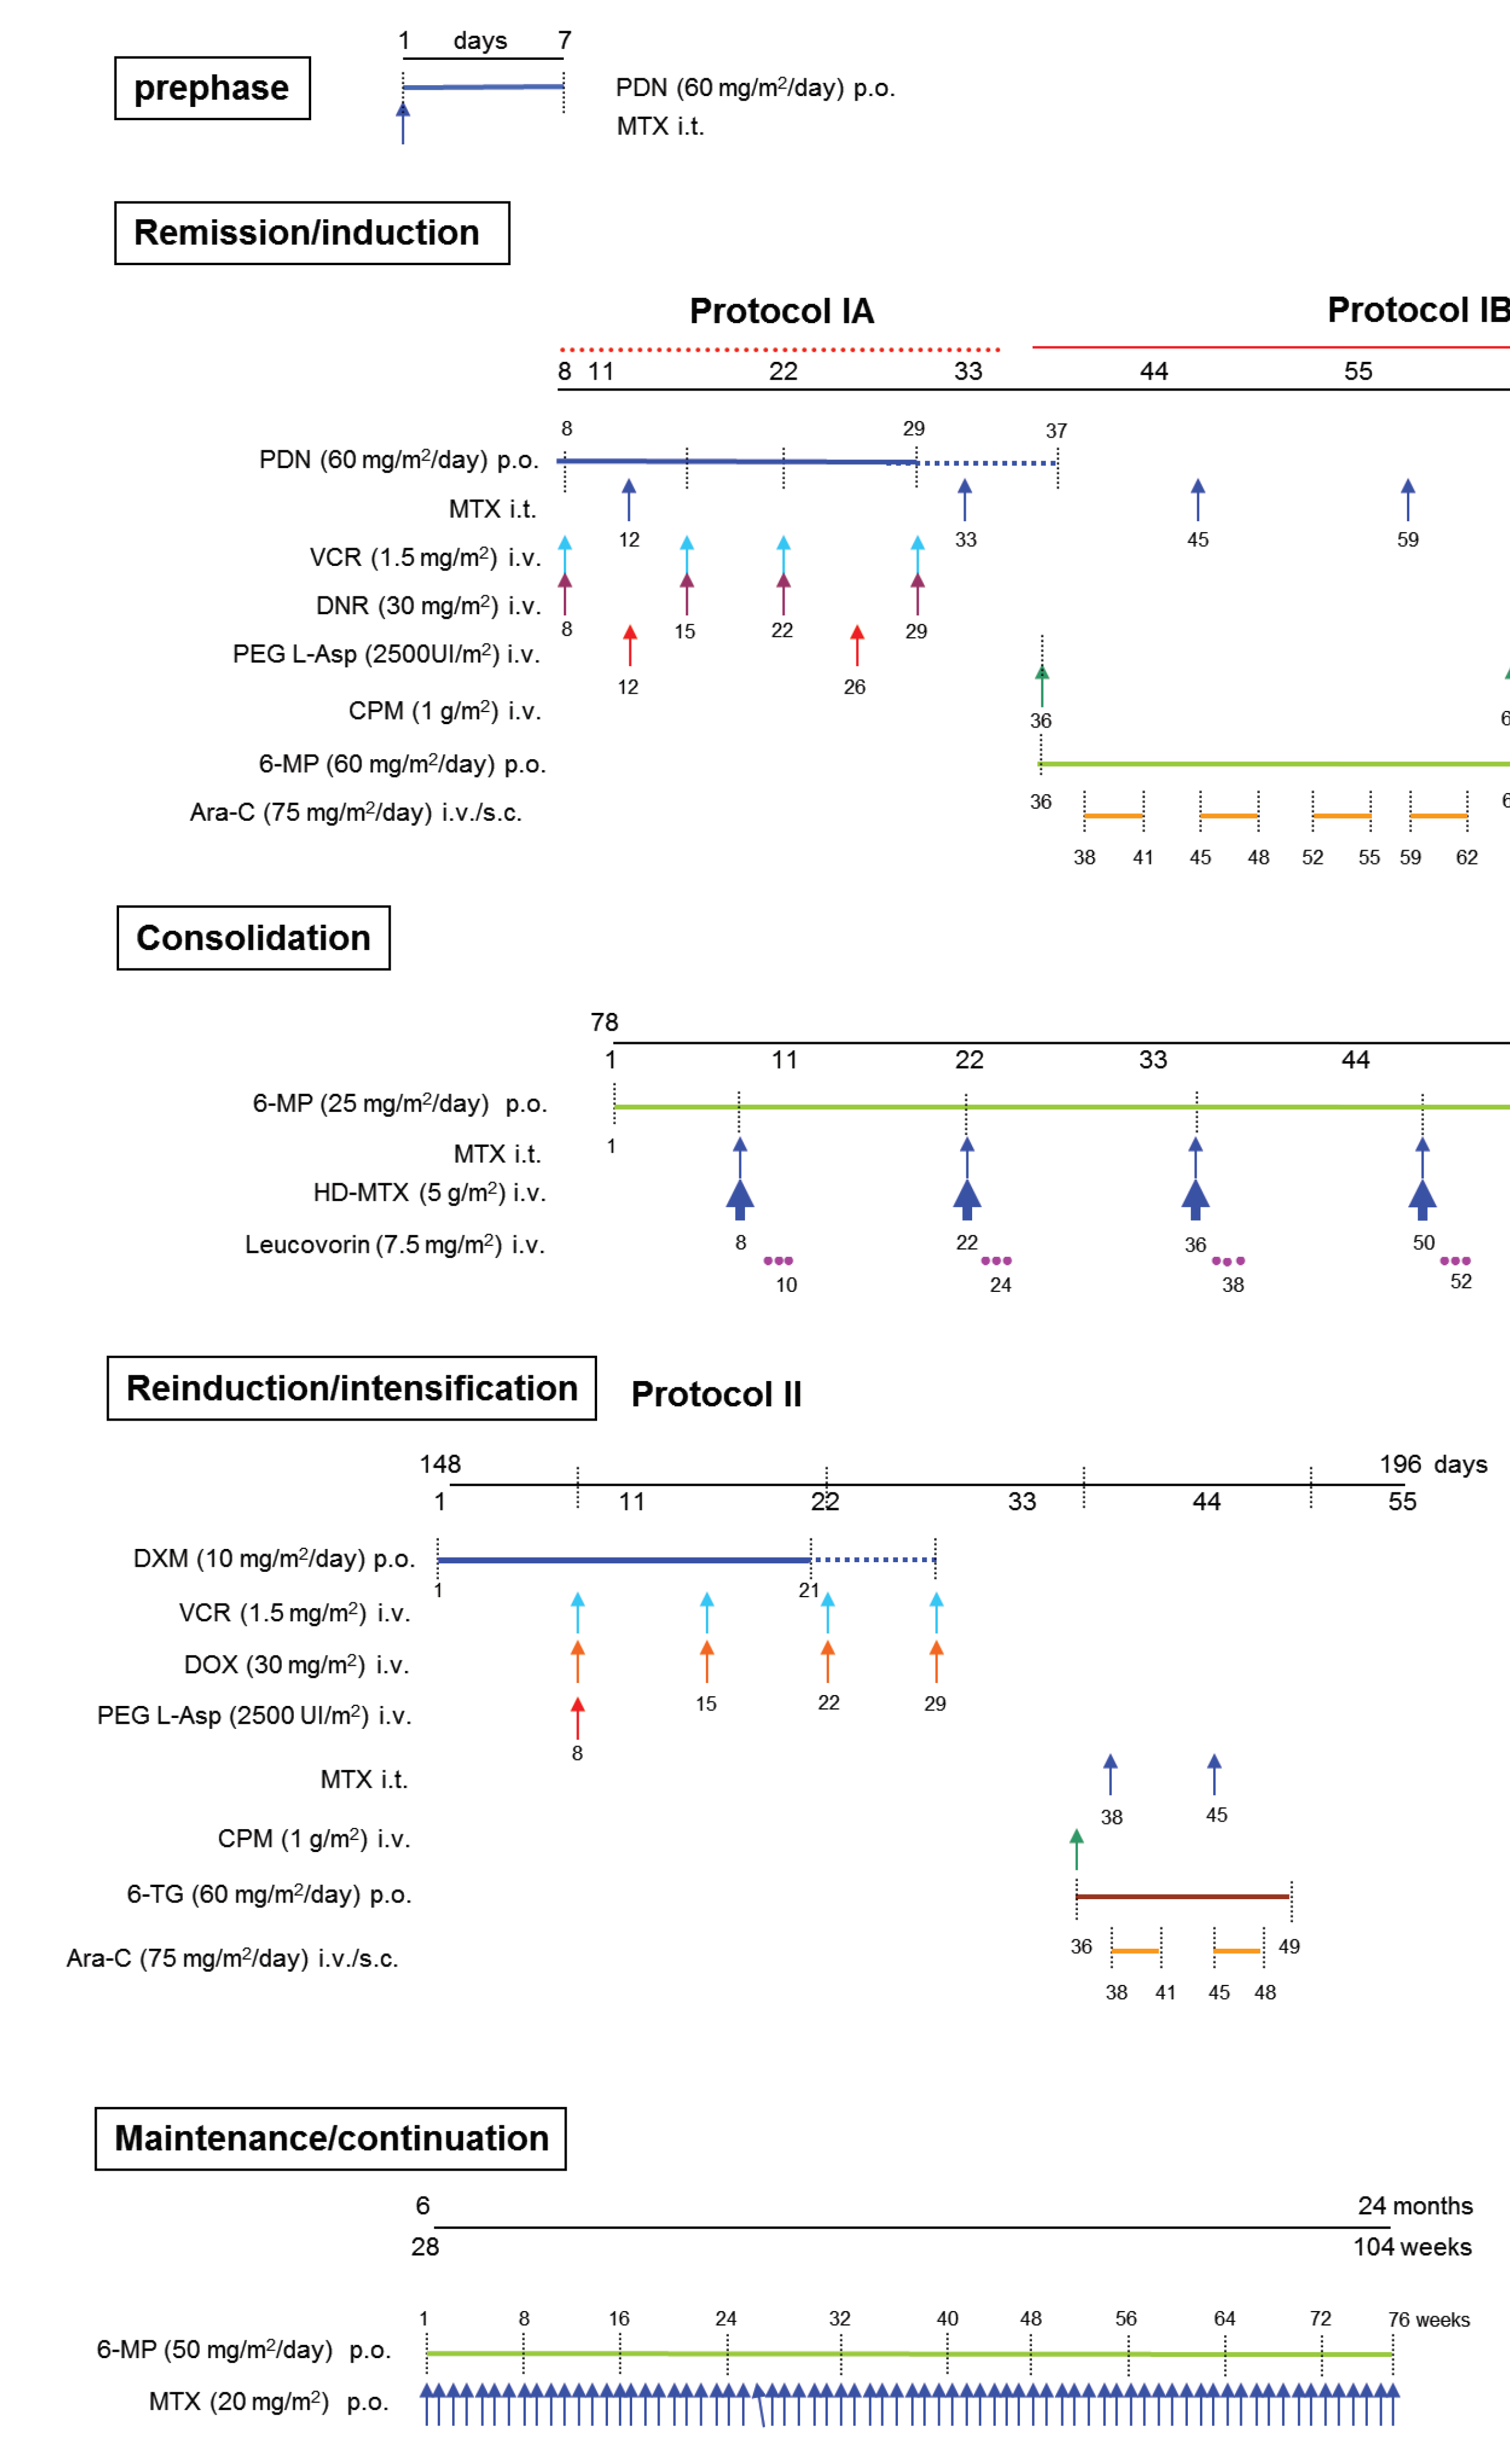 1 days 7
prephase
PDN (60 mg/m²/day) p.o.
MTX i.t.
Remission/induction
Protocol IA Protocol IB
8 11 22 33 44 55
8 29 37
PDN (60 mg/m²/day) p.o.
MTX i.t.
12 33 45 59
VCR (1.5 mg/m²) i.v.
DNR (30 mg/m²) i.v.
8 15 22 29
PEG L-Asp (2500UI/m²) i.v.
12 26
CPM (1 g/m²) i.v.
36 6
6-MP (60 mg/m²/day) p.o.
36 6
Ara-C (75 mg/m²/day) i.v./s.c.
38 41 45 48 52 55 59 62
Consolidation
78
1 11 22 33 44
6-MP (25 mg/m²/day) p.o.
1
MTX i.t.
HD-MTX (5 g/m²) i.v.
8 22 36 50
Leucovorin (7.5 mg/m²) i.v.
10 24 38 52
Reinduction/intensification Protocol II
148 196 days
1 11 22 33 44 55
DXM (10 mg/m²/day) p.o.
1 21
VCR (1.5 mg/m²) i.v.
DOX (30 mg/m²) i.v.
15 22 29
PEG L-Asp (2500 UI/m²) i.v.
8
MTX i.t.
38 45
CPM (1 g/m²) i.v.
6-TG (60 mg/m²/day) p.o.
36 49
Ara-C (75 mg/m²/day) i.v./s.c.
38 41 45 48
Maintenance/continuation
6 24 months
28 104 weeks
1 8 16 24 32 40 48 56 64 72 76 weeks
6-MP (50 mg/m²/day) p.o.
MTX (20 mg/m²) p.o.